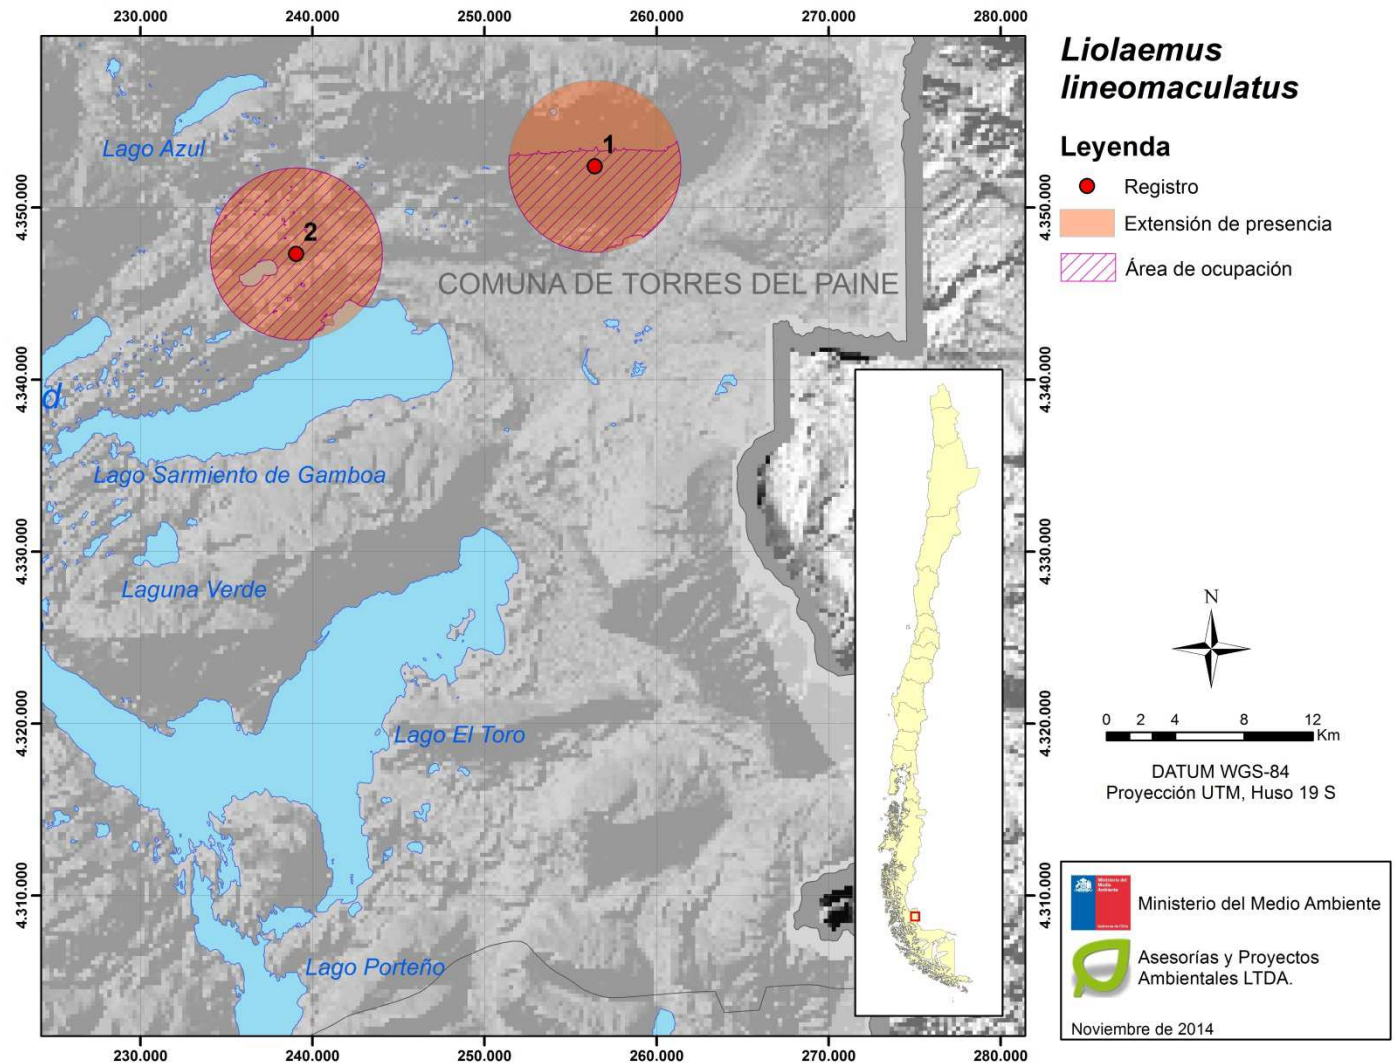 230.000 240.000 250.000 260.000 270.000 280.000
Liolaemus
lineomaculatus
Leyenda
Registro
Extensión de presencia
Área de ocupación
Lago Azul
1
2
COMUNA DE TORRES DEL PAINE
d
Lago Sarmiento de Gamboa
Laguna Verde
Lago El Toro
Lago Porteño
4.350.000
4.340.000
4.330.000
4.320.000
4.310.000
4.350.000
4.340.000
4.330.000
4.320.000
4.310.000
N
0 2 4 8 12
Km
DATUM WGS-84
Proyección UTM, Huso 19 S
Ministerio del Medio Ambiente
Asesorías y Proyectos
Ambientales LTDA.
Noviembre de 2014
230.000 240.000 250.000 260.000 270.000 280.000